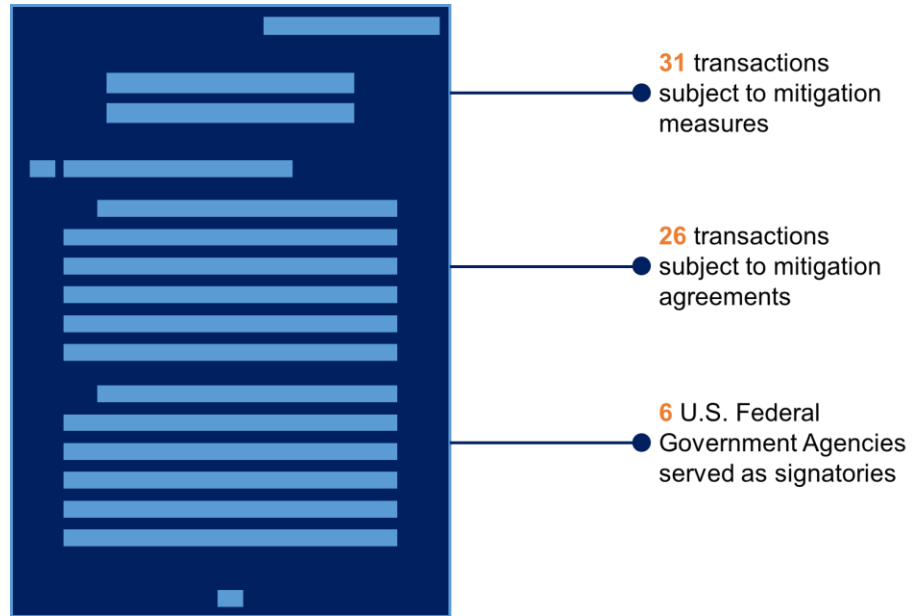 31 transactions
subject to mitigation
measures
26 transactions
subject to mitigation
agreements
6 U.S. Federal
Government Agencies
served as signatories